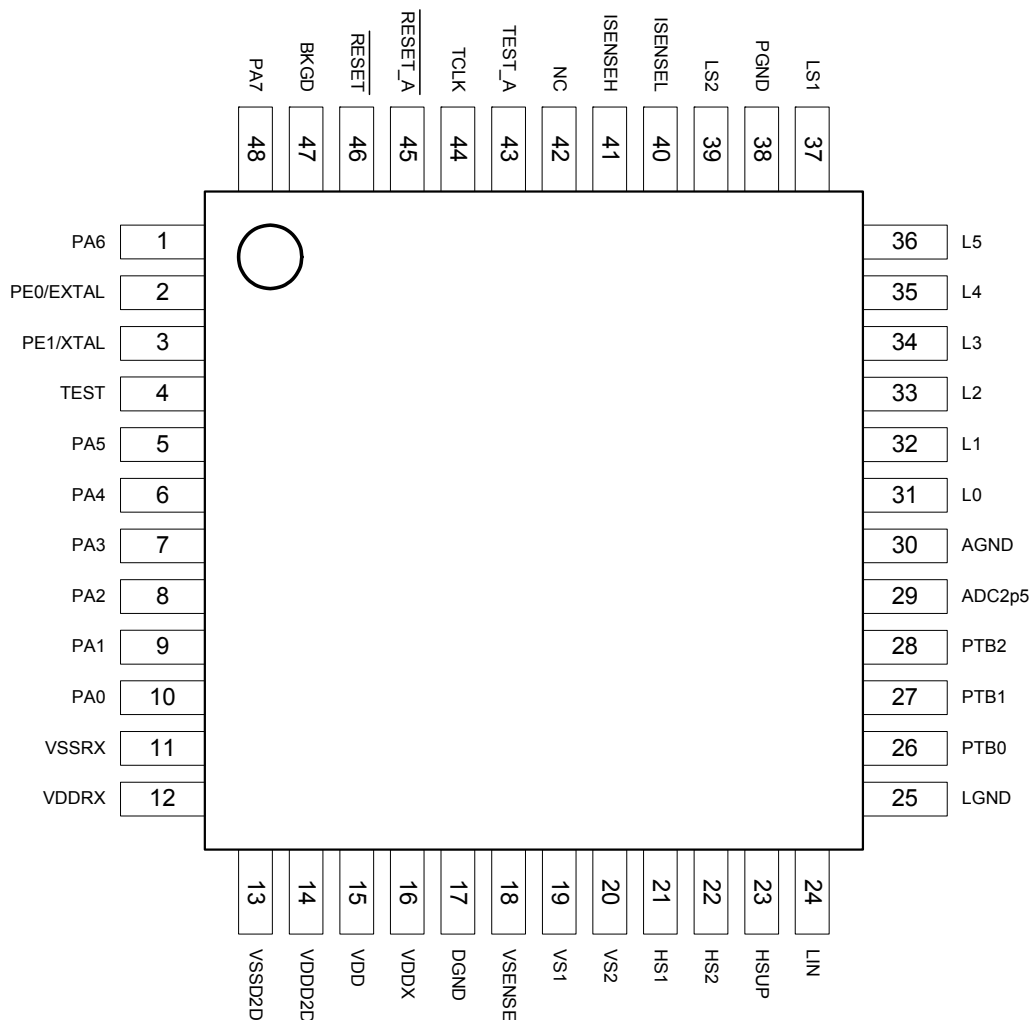 PA7
BKGD
RESET
RESET_A
TCLK
TEST_A
NC
ISENSEH
ISENSEL
LS2
PGND
LS1
48
47
46
45
44
43
42
41
40
39
38
37
PA6 1
PE0/EXTAL 2
PE1/XTAL 3
TEST 4
PA5 5
PA4 6
PA3 7
PA2 8
PA1 9
PA0 10
VSSRX 11
VDDRX 12
36 L5
35 L4
34 L3
33 L2
32 L1
31 L0
30 AGND
29 ADC2p5
28 PTB2
27 PTB1
26 PTB0
25 LGND
13
14
15
16
17
18
19
20
21
22
23
24
VSSD2D
VDDD2D
VDD
VDDX
DGND
VSENSE
VS1
VS2
HS1
HS2
HSUP
LIN